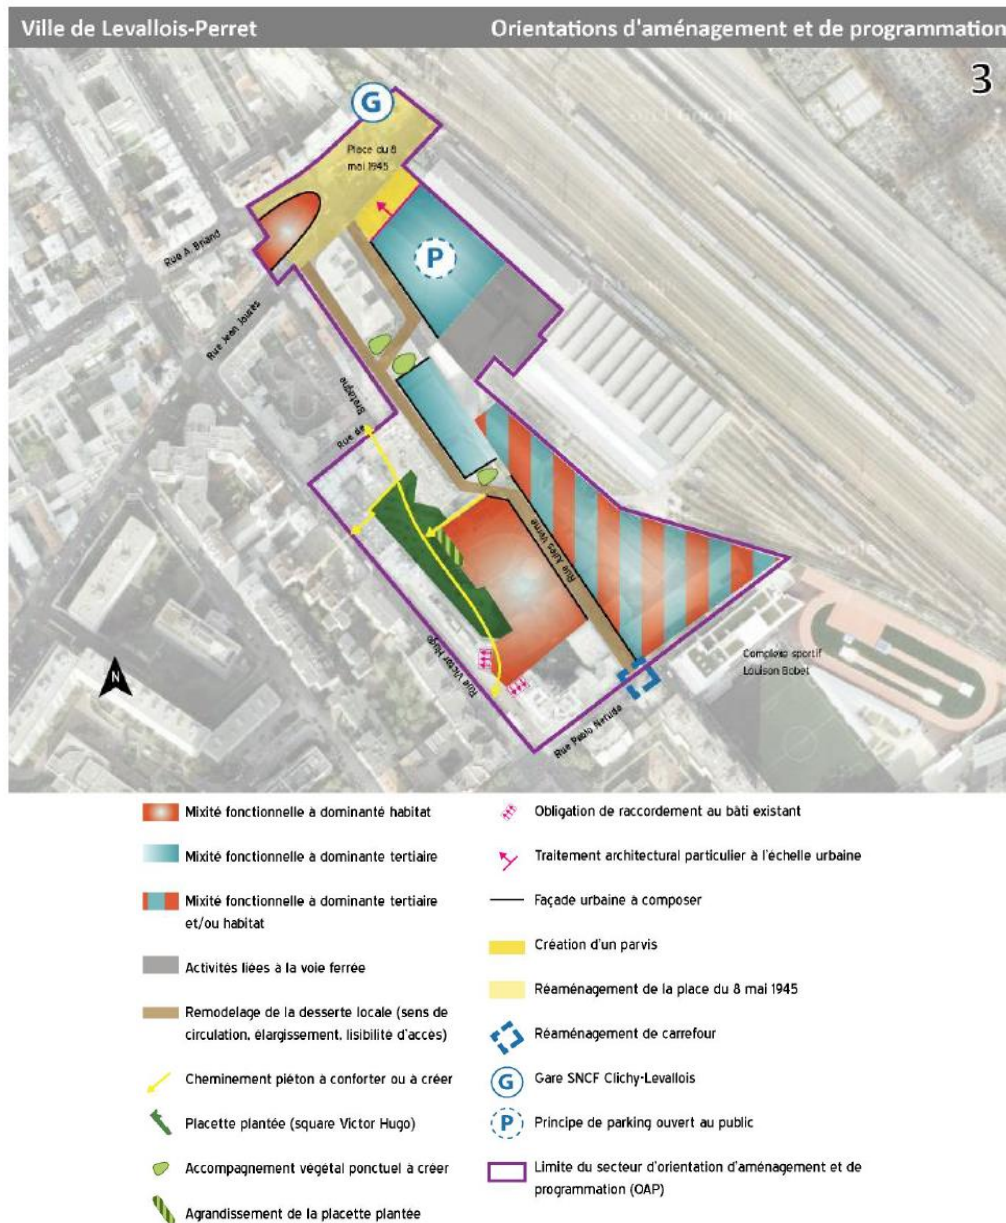 Ville de Levallois-Perret
Orientations d'aménagement et de programmation
3
G
Place du 8
mai 1945
P
Rue A. Briand
Rue Jean Jaurès
Bretagne
Rue de
Rue Jules Verne
Rue Victor Hugo
Complexe sportif
Louison Bobet
Rue Pablo Neruda
N
Mixité fonctionnelle à dominanté habitat
Mixité fonctionnelle à dominante tertiaire
Mixité fonctionnelle à dominante tertiaire
et/ou habitat
Activités liées à la voie ferrée
Remodelage de la desserte locale (sens de
circulation, élargissement, lisibilité d'accès)
Cheminement piéton à conforter ou à créer
Placette plantée (square Victor Hugo)
Accompagnement végétal ponctuel à créer
Agrandissement de la placette plantée
Obligation de raccordement au bâti existant
Traitement architectural particulier à l'échelle urbaine
Façade urbaine à composer
Création d'un parvis
Réaménagement de la place du 8 mai 1945
Réaménagement de carrefour
G
Gare SNCF Clichy-Levallois
P
Principe de parking ouvert au public
Limite du secteur d'orientation d'aménagement et de
programmation (OAP)